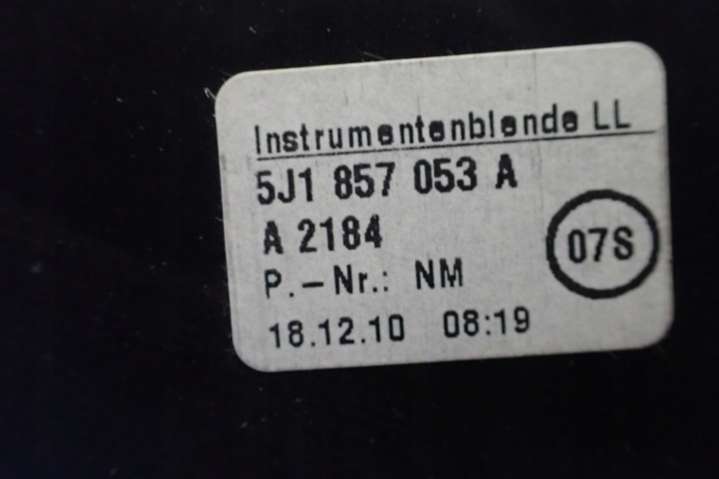 Instrumentenblende LL
5J1 857 053 A
A 2184
07S
P.-Nr.: NM
18.12.10 08:19